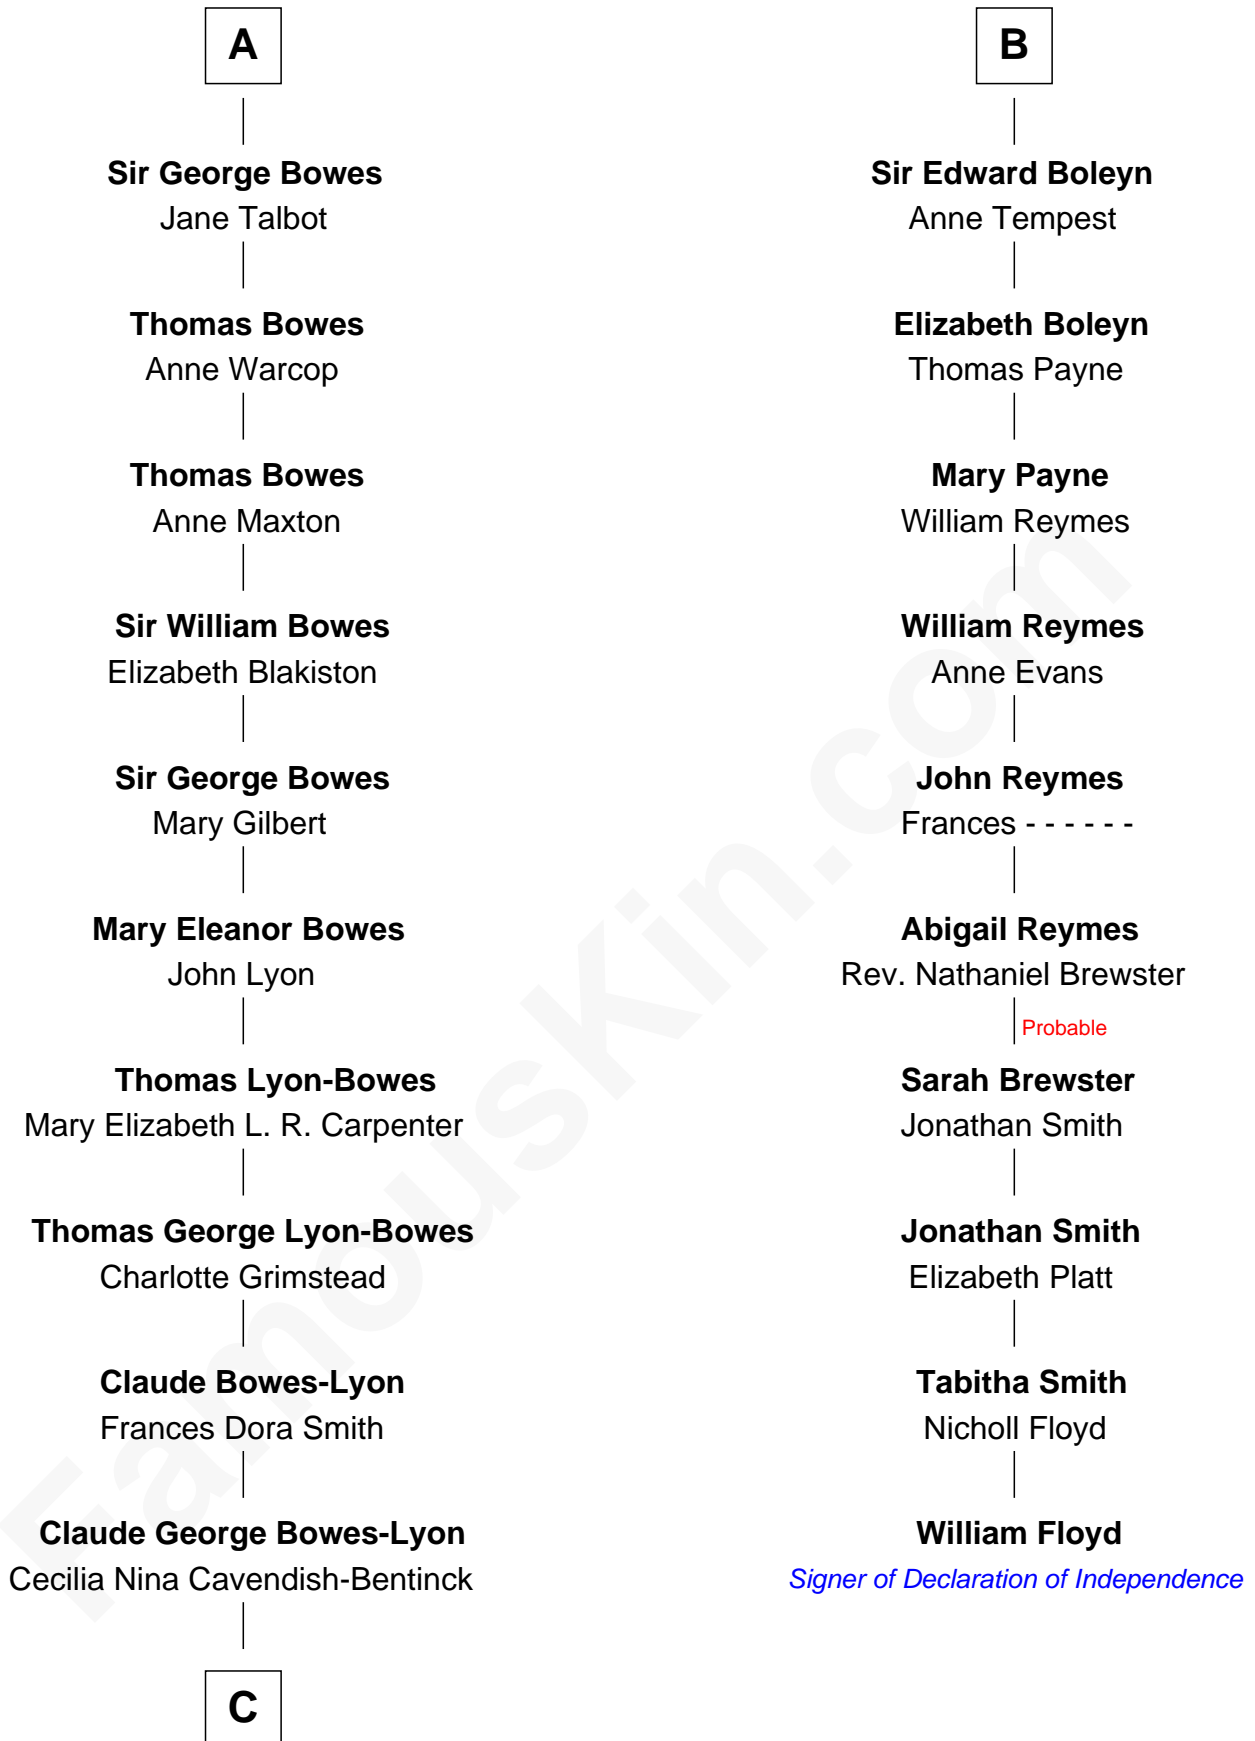 A
Sir George Bowes
Jane Talbot
Thomas Bowes
Anne Warcop
Thomas Bowes
Anne Maxton
Sir William Bowes
Elizabeth Blakiston
Sir George Bowes
Mary Gilbert
Mary Eleanor Bowes
John Lyon
Thomas Lyon-Bowes
Mary Elizabeth L. R. Carpenter
Thomas George Lyon-Bowes
Charlotte Grimstead
Claude Bowes-Lyon
Frances Dora Smith
Claude George Bowes-Lyon
Cecilia Nina Cavendish-Bentinck
C
B
Sir Edward Boleyn
Anne Tempest
Elizabeth Boleyn
Thomas Payne
Mary Payne
William Reymes
William Reymes
Anne Evans
John Reymes
Frances - - - - - -
Abigail Reymes
Rev. Nathaniel Brewster
Probable
Sarah Brewster
Jonathan Smith
Jonathan Smith
Elizabeth Platt
Tabitha Smith
Nicholl Floyd
William Floyd
Signer of Declaration of Independence
FamousKin.com